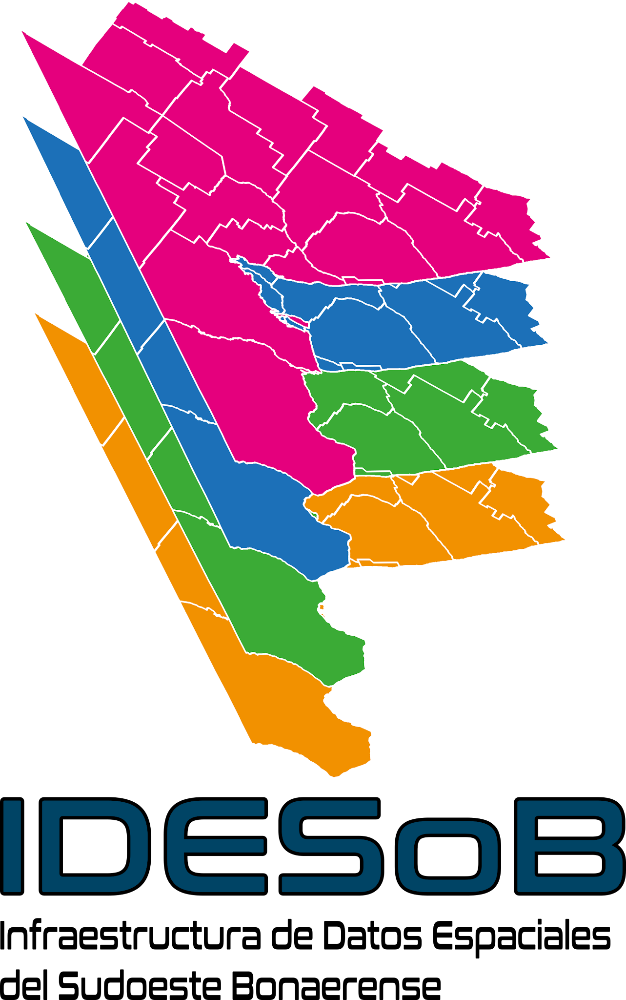 IDESoB
Infraestructura de Datos Espaciales
del Sudoeste Bonaerense